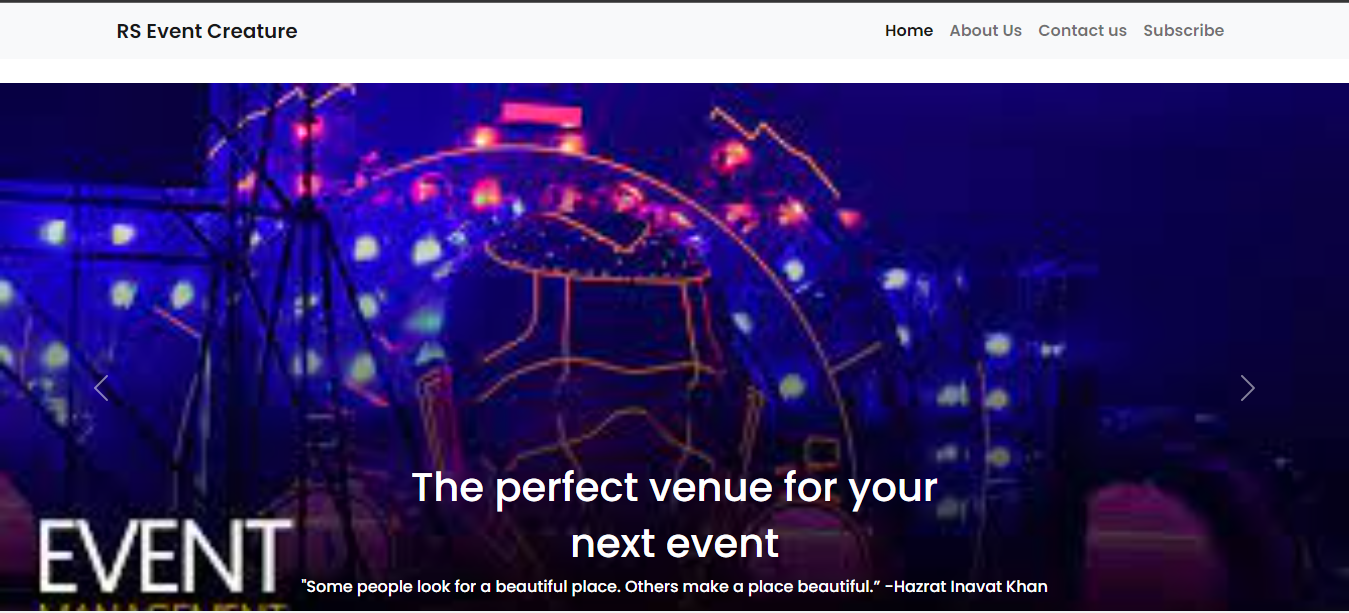 RS Event Creature
Home About Us Contact us Subscribe
The perfect venue for your
next event
EVENT
"Some people look for a beautiful place. Others make a place beautiful.” -Hazrat Inavat Khan
MANAGEMENT